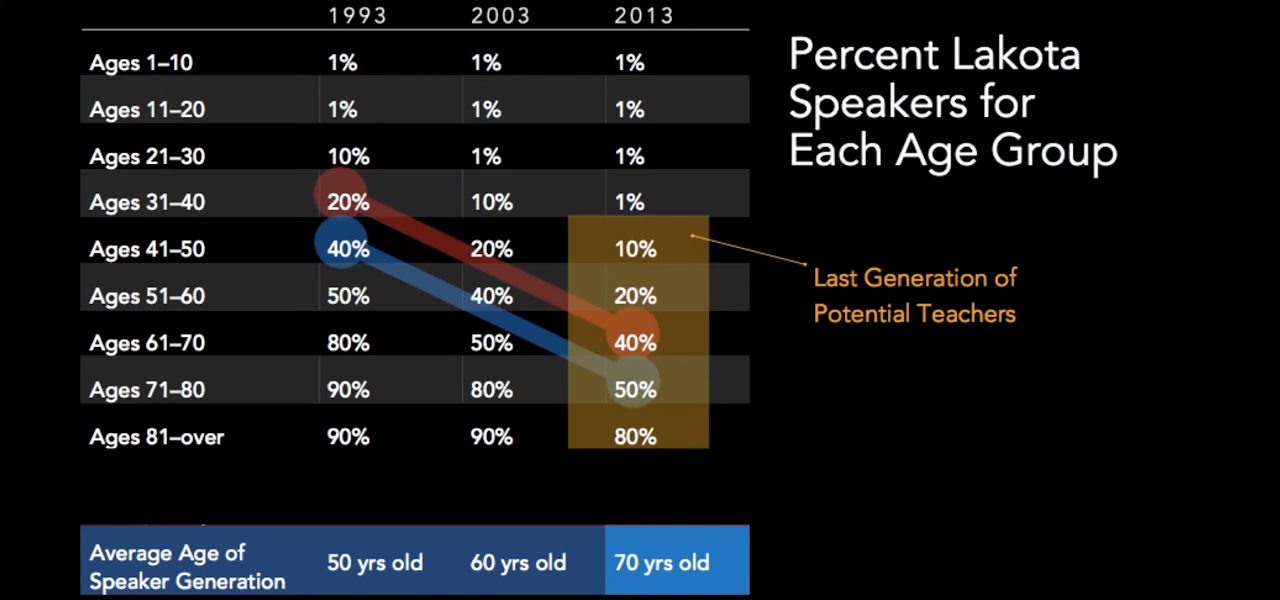 1993 2003 2013
Ages 1–10 1% 1% 1%
Ages 11–20 1% 1% 1%
Ages 21–30 10% 1% 1%
Ages 31–40 20% 10% 1%
Ages 41–50 40% 20% 10%
Ages 51–60 50% 40% 20%
Ages 61–70 80% 50% 40%
Ages 71–80 90% 80% 50%
Ages 81–over 90% 90% 80%
Average Age of
Speaker Generation 50 yrs old 60 yrs old 70 yrs old
Percent Lakota
Speakers for
Each Age Group
Last Generation of
Potential Teachers